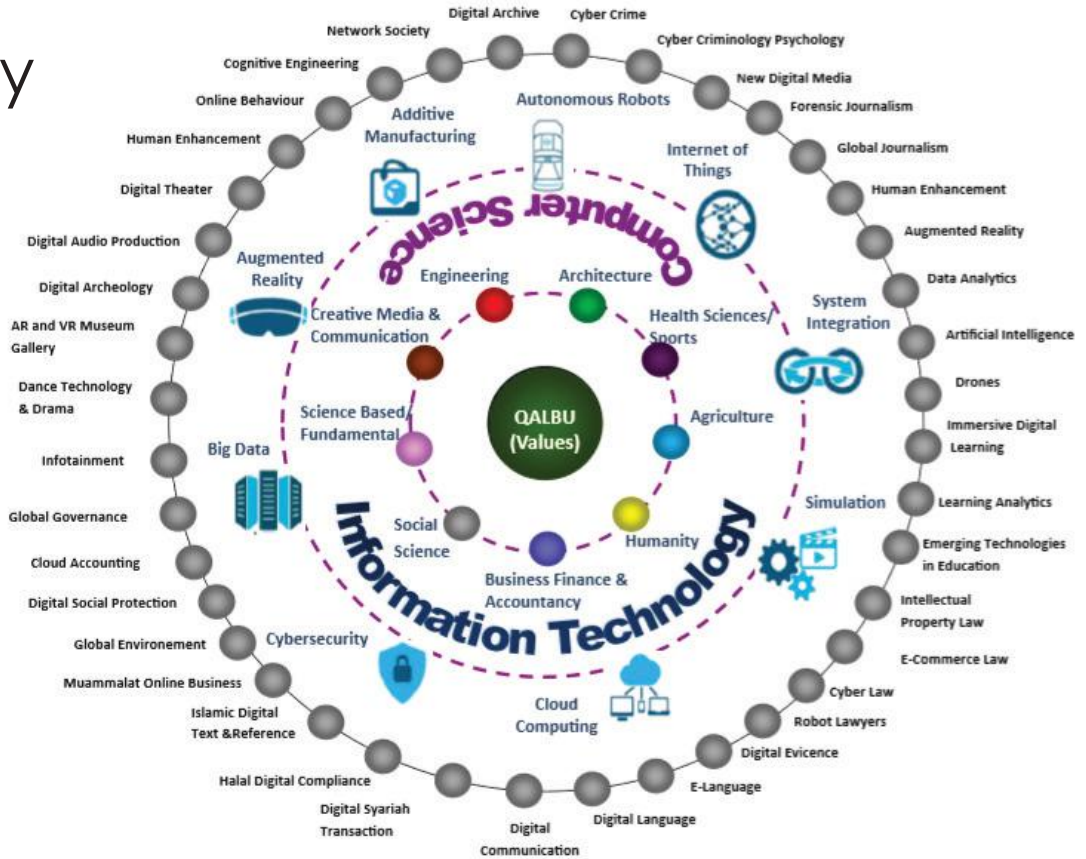 y
Digital Archive
Cyber Crime
Network Society
Cyber Criminology Psychology
Cognitive Engineering
New Digital Media
Online Behaviour
Forensic Journalism
Human Enhancement
Global Journalism
Digital Theater
Human Enhancement
Digital Audio Production
Augmented Reality
Digital Archeology
Data Analytics
AR and VR Museum
Gallery
Artificial Intelligence
Dance Technology
& Drama
Drones
Infotainment
Immersive Digital
Learning
Global Governance
Learning Analytics
Cloud Accounting
Emerging Technologies
in Education
Digital Social Protection
Intellectual
Property Law
Global Environement
E-Commerce Law
Muammalat Online Business
Cyber Law
Islamic Digital
Text &Reference
Robot Lawyers
Halal Digital Compliance
Digital Evicence
Digital Syariah
Transaction
E-Language
Digital
Communication
Digital Language
Additive
Manufacturing
Autonomous Robots
Internet of
Things
Augmented
Reality
System
Integration
Big Data
Simulation
Cybersecurity
Cloud
Computing
Computer Science
Engineering
Architecture
Creative Media &
Communication
Health Sciences/
Sports
Science Based/
Fundamental
Agriculture
Social
Science
Humanity
Business Finance &
Accountancy
QALBU
(Values)
Information Technology